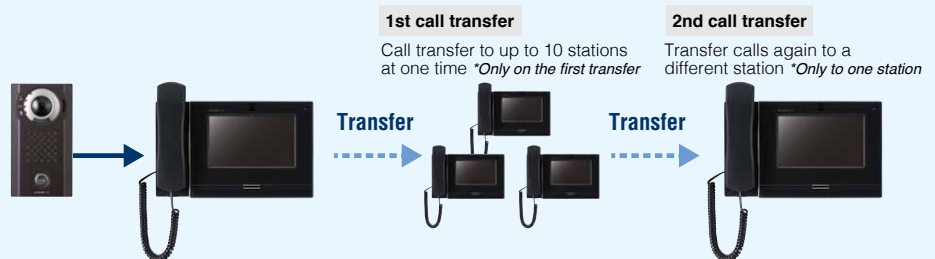 1st call transfer
Call transfer to up to 10 stations
at one time *Only on the first transfer
2nd call transfer
Transfer calls again to a
different station *Only to one station
Transfer
Transfer